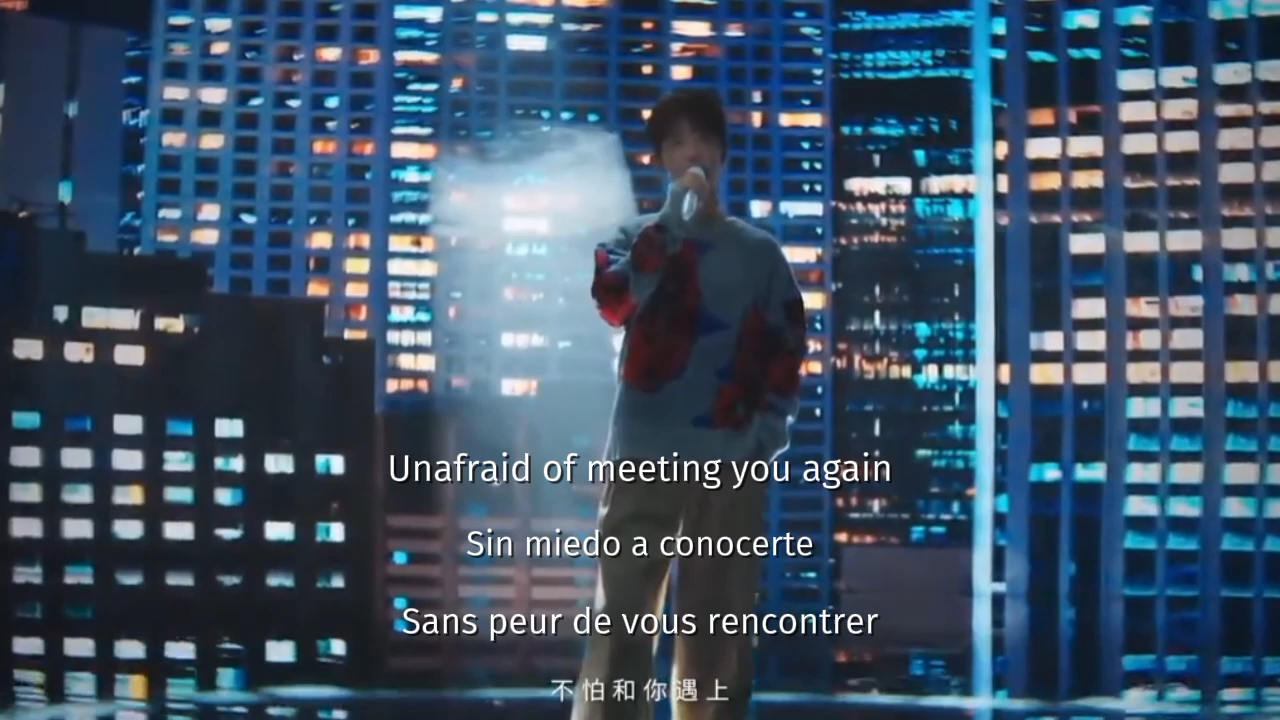 Unafraid of meeting you again
Sin miedo a conocerte
Sans peur de vous rencontrer
不怕和你遇上